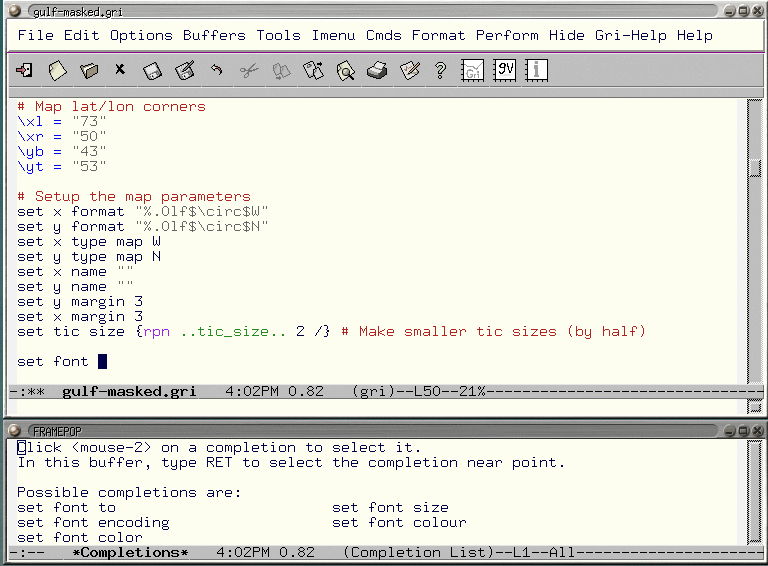 gulf-masked.gri
File Edit Options Buffers Tools Imenu Cmds Format Perform Hide Gri-Help Help
Gri gv i
# Map lat/lon corners
\xl = "73"
\xr = "50"
\yb = "43"
\yt = "53"
# Setup the map parameters
set x format "%.0lf$\circ$W"
set y format "%.0lf$\circ$N"
set x type map W
set y type map N
set x name ""
set y name ""
set y margin 3
set x margin 3
set tic size {rpn ..tic_size.. 2 /} # Make smaller tic sizes (by half)
set font
-:** gulf-masked.gri 4:02PM 0.82 (gri)--L50--21%--------------------------------
FRAMEPOP
Click <mouse-2> on a completion to select it.
In this buffer, type RET to select the completion near point.
Possible completions are:
set font to set font size
set font encoding set font colour
set font color
-:-- *Completions* 4:02PM 0.82 (Completion List)--L1--All---------------------